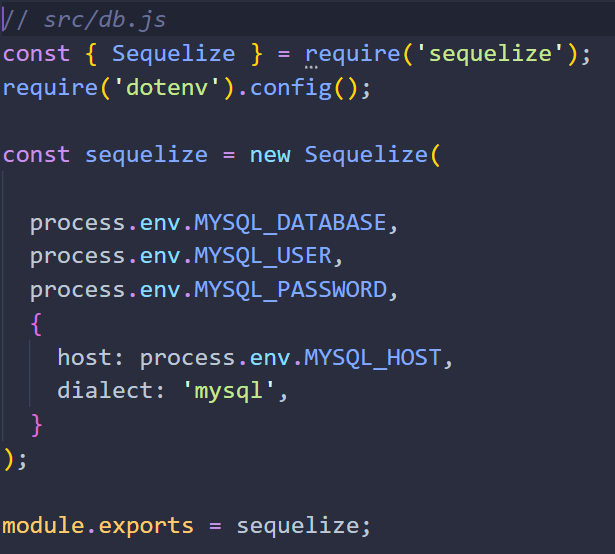 // src/db.js
const { Sequelize } = require('sequelize');
require('dotenv').config();
const sequelize = new Sequelize(
process.env.MYSQL_DATABASE,
process.env.MYSQL_USER,
process.env.MYSQL_PASSWORD,
{
host: process.env.MYSQL_HOST,
dialect: 'mysql',
}
);
module.exports = sequelize;